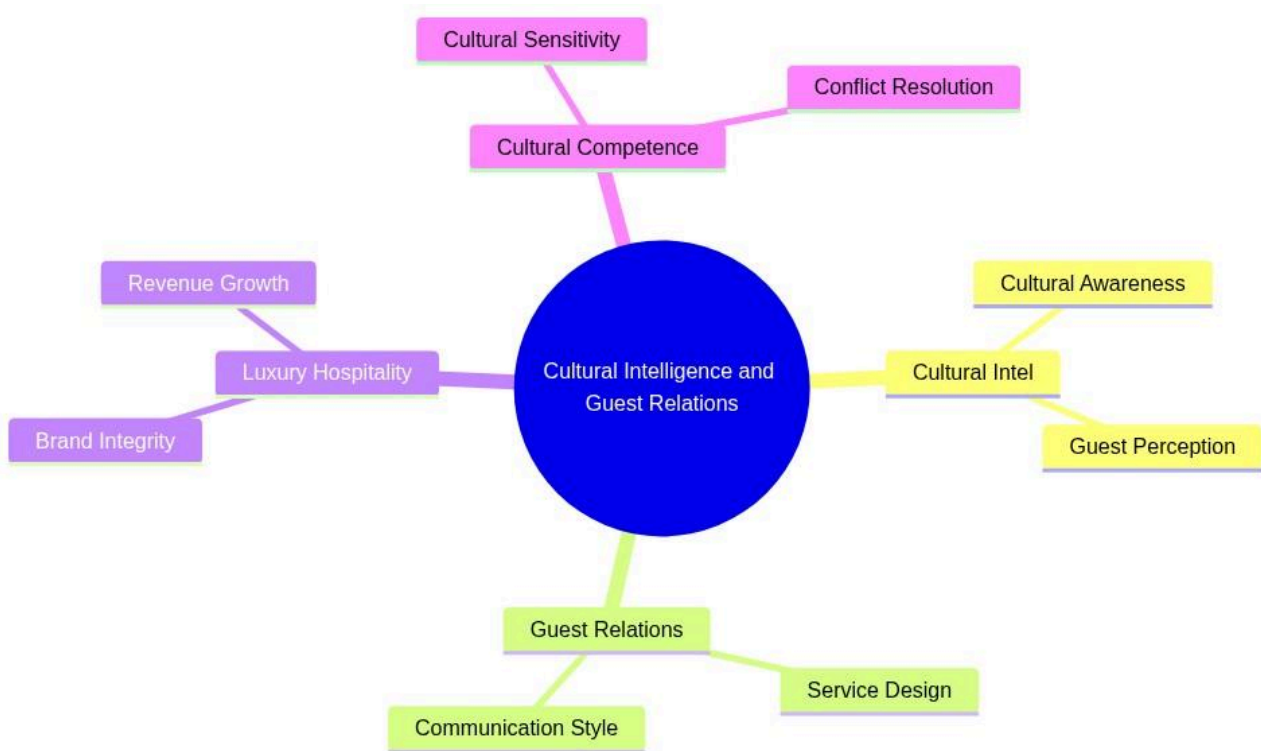 Cultural Sensitivity
Conflict Resolution
Cultural Competence
Revenue Growth
Cultural Awareness
Luxury Hospitality
Cultural Intelligence and
Guest Relations
Cultural Intel
Brand Integrity
Guest Perception
Guest Relations
Service Design
Communication Style